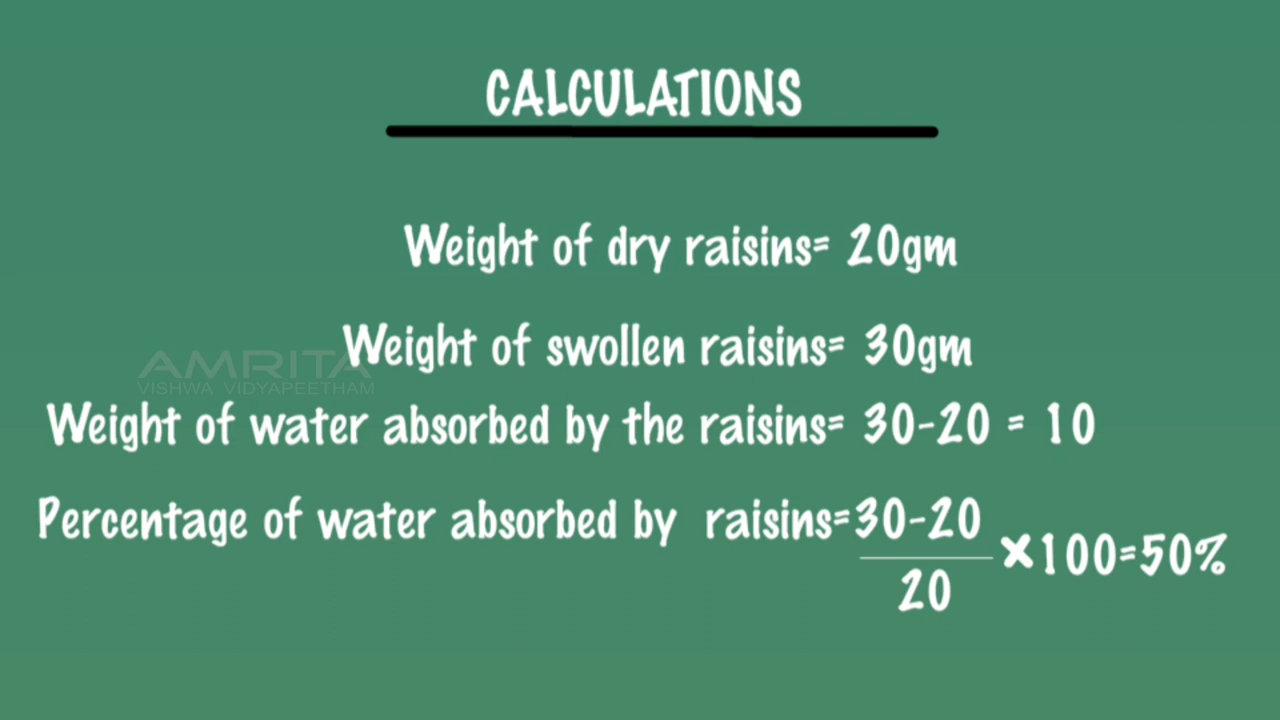 CALCULATIONS
Weight of dry raisins= 20gm
Weight of swollen raisins= 30gm
AMRITA
VISHWA VIDYAPEETHAM
Weight of water absorbed by the raisins= 30-20 = 10
Percentage of water absorbed by raisins=30-20
×100=50%
20